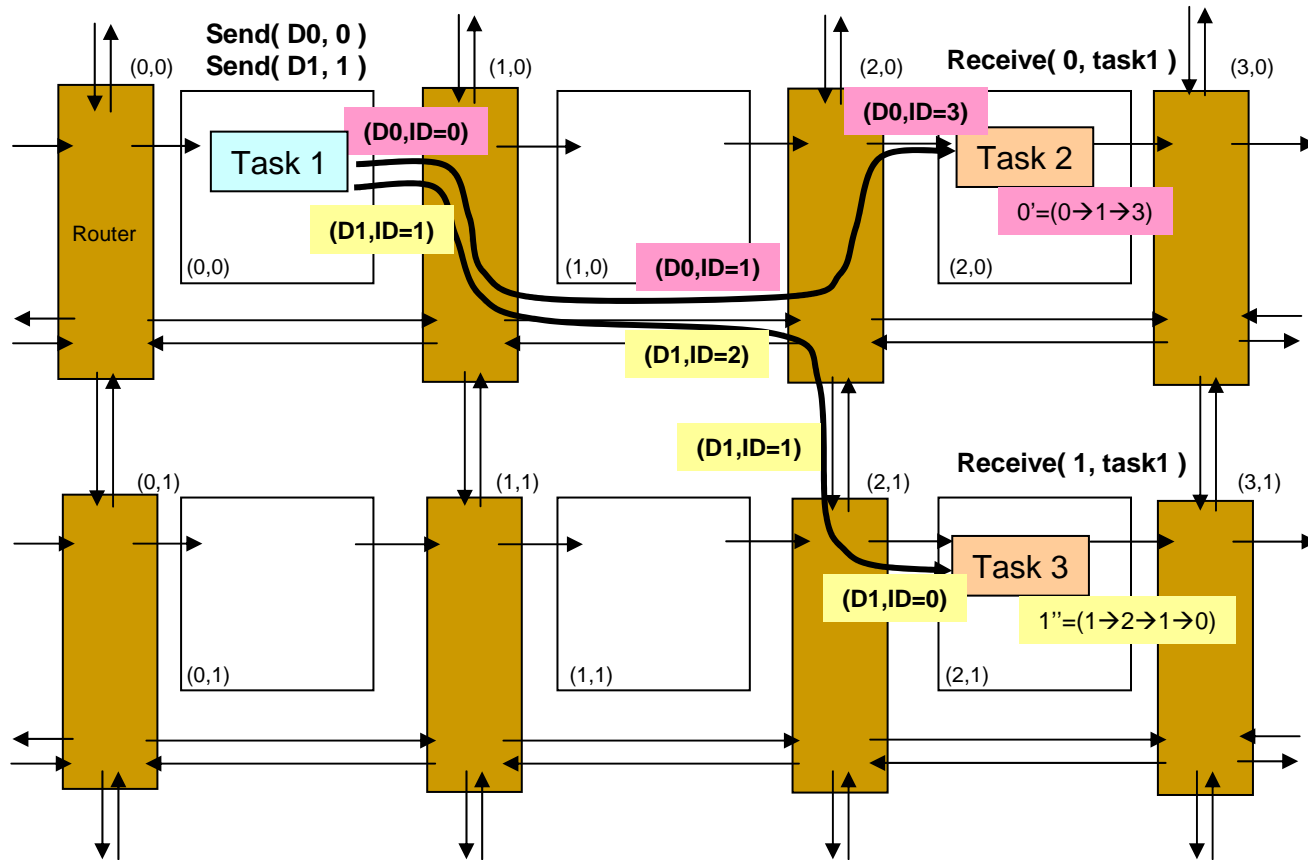 Send( D0, 0 )
Send( D1, 1 )
Receive( 0, task1 )
(0,0)
(1,0)
(2,0)
(3,0)
(D0,ID=0)
(D0,ID=3)
Task 1
Task 2
0’=(0→1→3)
Router
(D1,ID=1)
(0,0)
(1,0)
(D0,ID=1)
(2,0)
(D1,ID=2)
(D1,ID=1)
Receive( 1, task1 )
(0,1)
(1,1)
(2,1)
(3,1)
Task 3
(D1,ID=0)
1’’=(1→2→1→0)
(0,1)
(1,1)
(2,1)